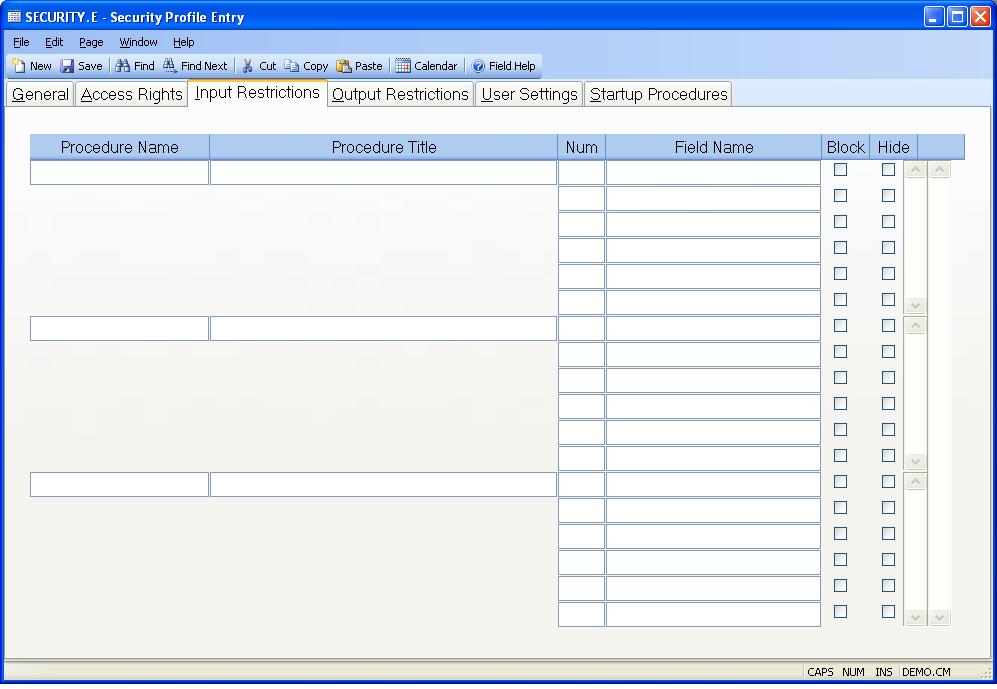 SECURITY.E - Security Profile Entry
File Edit Page Window Help
New Save Find Find Next Cut Copy Paste Calendar Field Help
General Access Rights Input Restrictions Output Restrictions User Settings Startup Procedures
Procedure Name Procedure Title Num Field Name Block Hide
CAPS NUM INS DEMO.CM